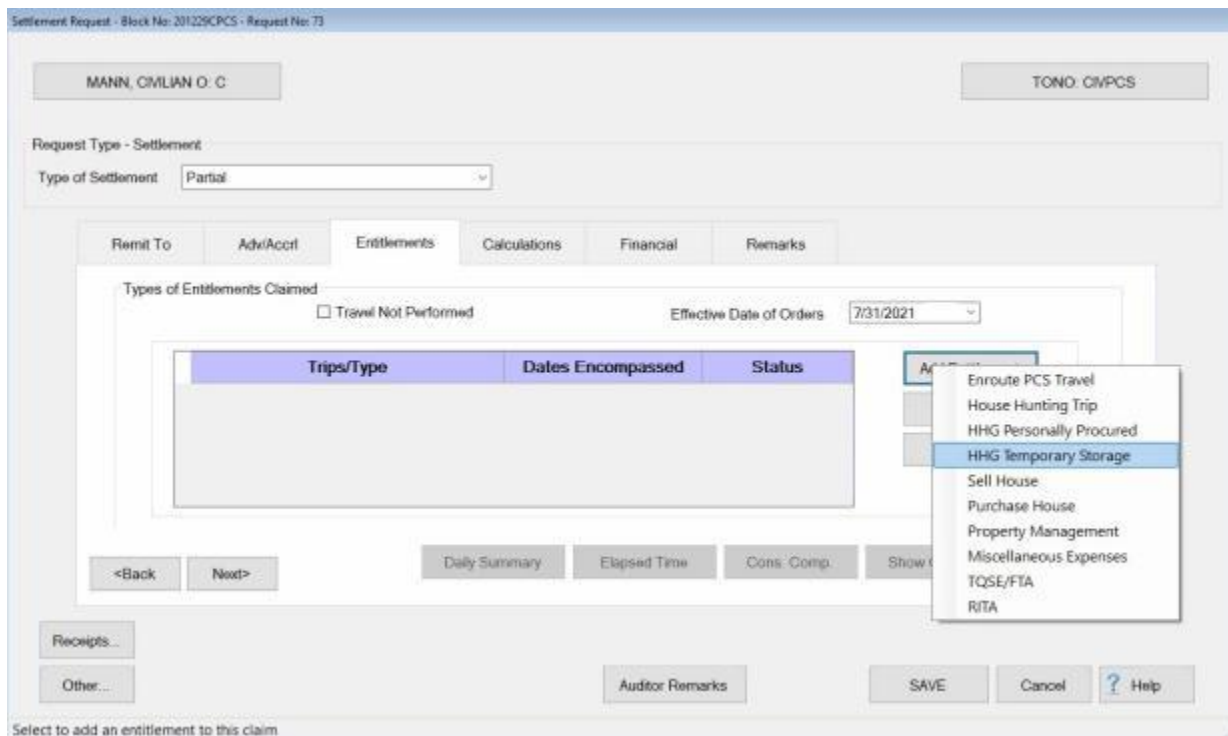 Settlement Request - Block No: 201229CPCS - Request No: 73
MANN, CIVILIAN O: C
TONO: CIVPCS
Request Type - Settlement
Type of Settlement
Partial
Remit To
Adv/Accrl
Entitlements
Calculations
Financial
Remarks
Types of Entitlements Claimed
Travel Not Performed
Effective Date of Orders
7/31/2021
Trips/Type
Dates Encompassed
Status
Enroute PCS Travel
House Hunting Trip
HHG Personally Procured
HHG Temporary Storage
Sell House
Purchase House
Property Management
Miscellaneous Expenses
TQSE/FTA
RITA
<Back
Next>
Daily Summary
Elapsed Time
Cons. Comp.
Show
Receipts...
Other...
Auditor Remarks
SAVE
Cancel
? Help
Select to add an entitlement to this claim